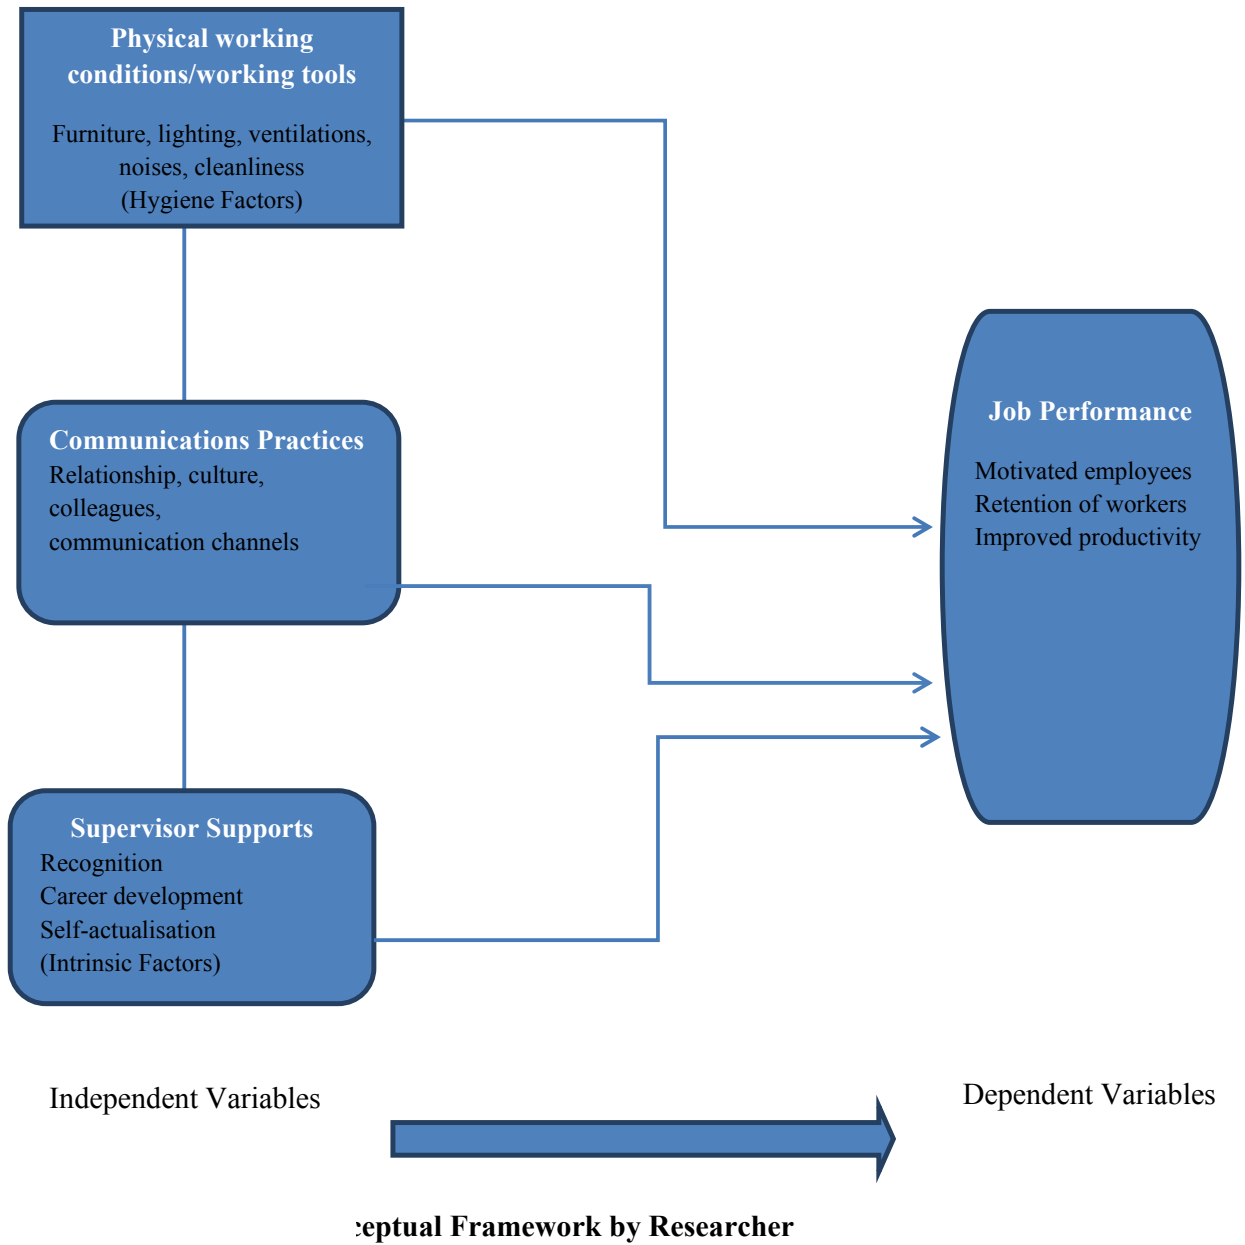 Physical working
conditions/working tools
Furniture, lighting, ventilations,
noises, cleanliness
(Hygiene Factors)
Communications Practices
Relationship, culture,
colleagues,
communication channels
Supervisor Supports
Recognition
Career development
Self-actualisation
(Intrinsic Factors)
Job Performance
Motivated employees
Retention of workers
Improved productivity
Independent Variables
Dependent Variables
ceptual Framework by Researcher